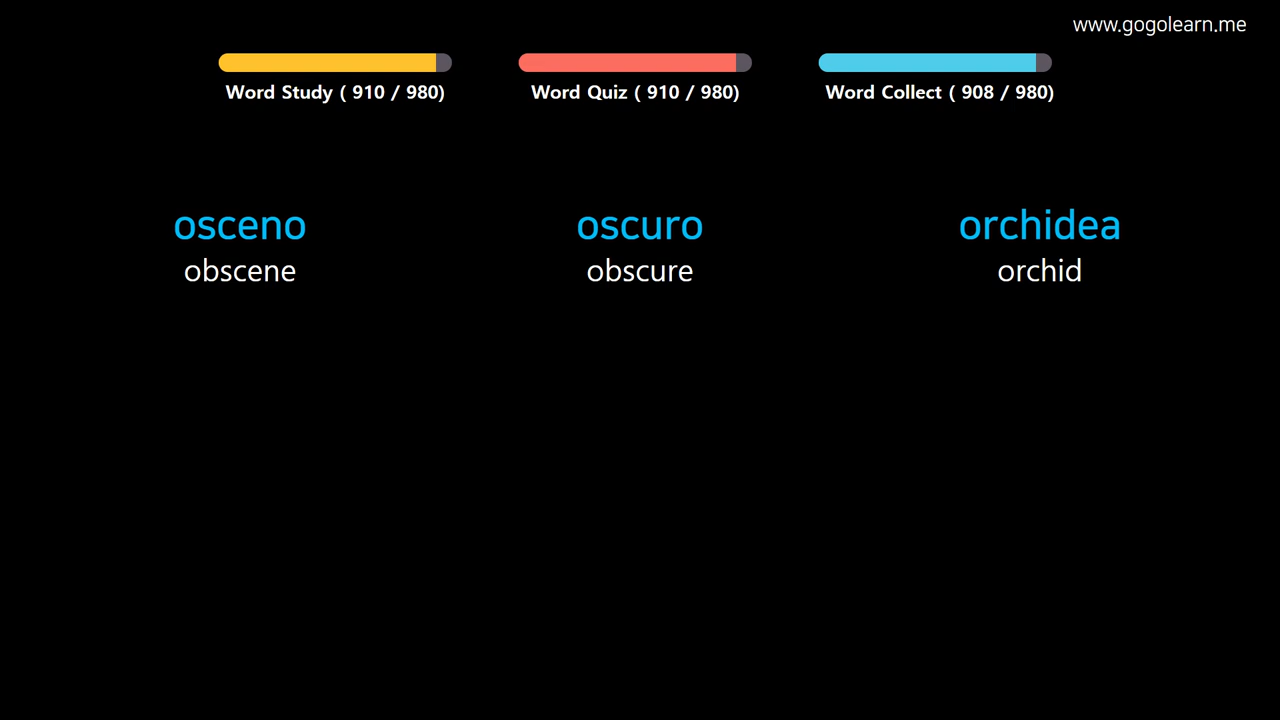 www.gogolearn.me
Word Study ( 910 / 980)
Word Quiz ( 910 / 980)
Word Collect ( 908 / 980)
osceno
obscene
oscuro
obscure
orchidea
orchid